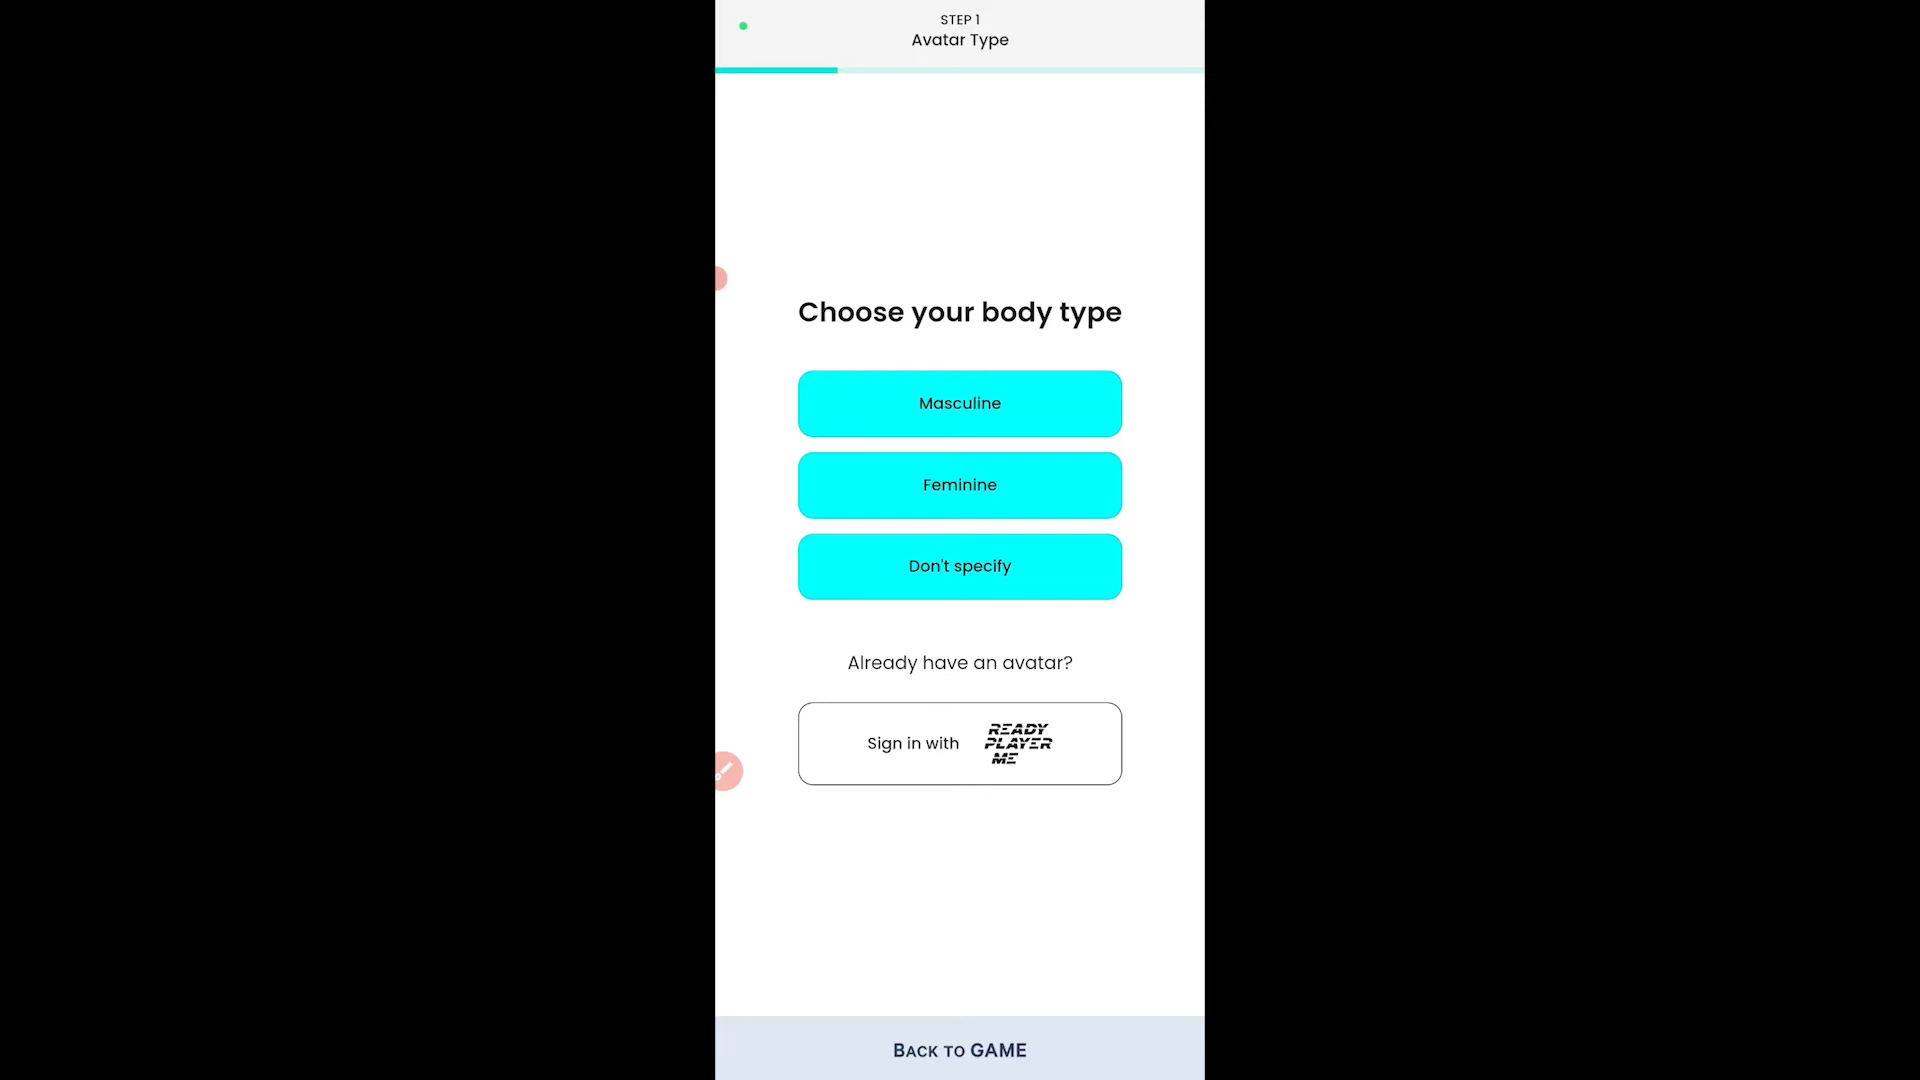 STEP 1
Avatar Type
Choose your body type
Masculine
Feminine
Don't specify
Already have an avatar?
Sign in with
READY
PLAYER
ME
BACK TO GAME